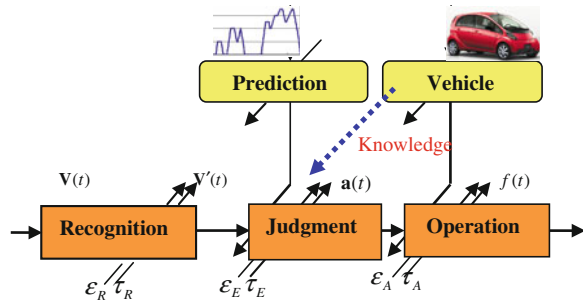 Prediction
Vehicle
Knowledge
V(t)
V'(t)
a(t)
f(t)
Recognition
Judgment
Operation
ε_R τ_R
ε_E τ_E
ε_A τ_A